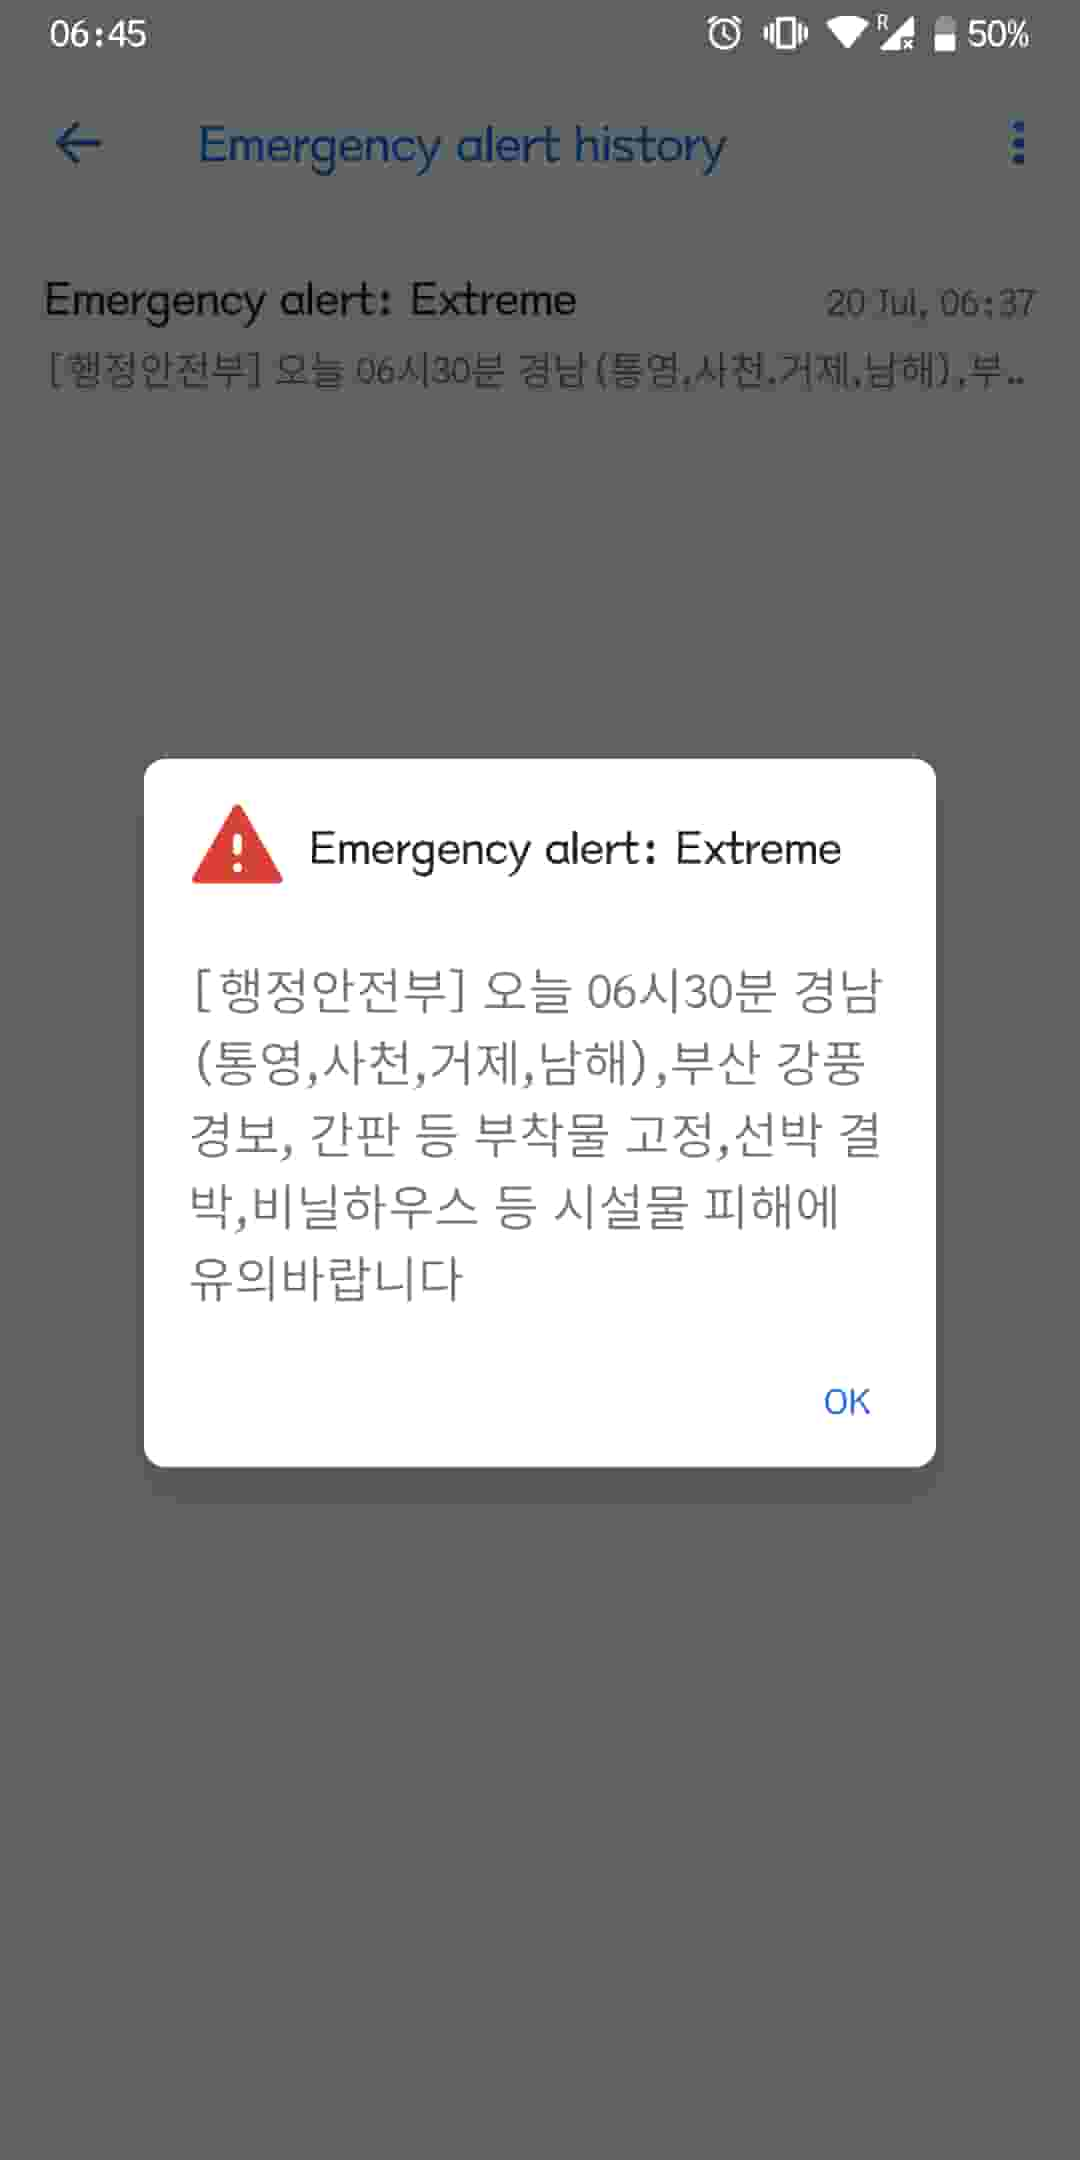 06:45
R
50%
Emergency alert history
Emergency alert: Extreme
20 Jul, 06:37
[행정안전부] 오늘 06시30분 경남(통영,사천,거제,남해),부..
Emergency alert: Extreme
[행정안전부] 오늘 06시30분 경남
(통영,사천,거제,남해),부산 강풍
경보, 간판 등 부착물 고정,선박 결
박,비닐하우스 등 시설물 피해에
유의바랍니다
OK